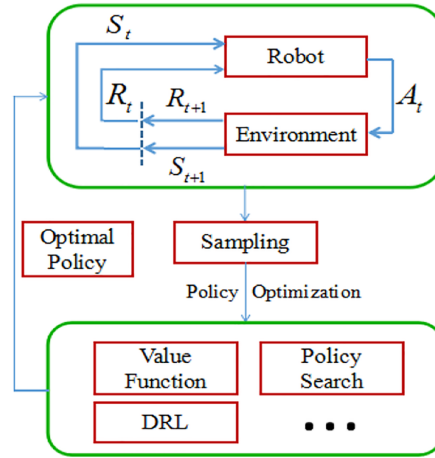 S_t
Robot
R_t
R_{t+1}
A_t
Environment
S_{t+1}
Optimal
Policy
Sampling
Policy Optimization
Value
Function
Policy
Search
DRL
...